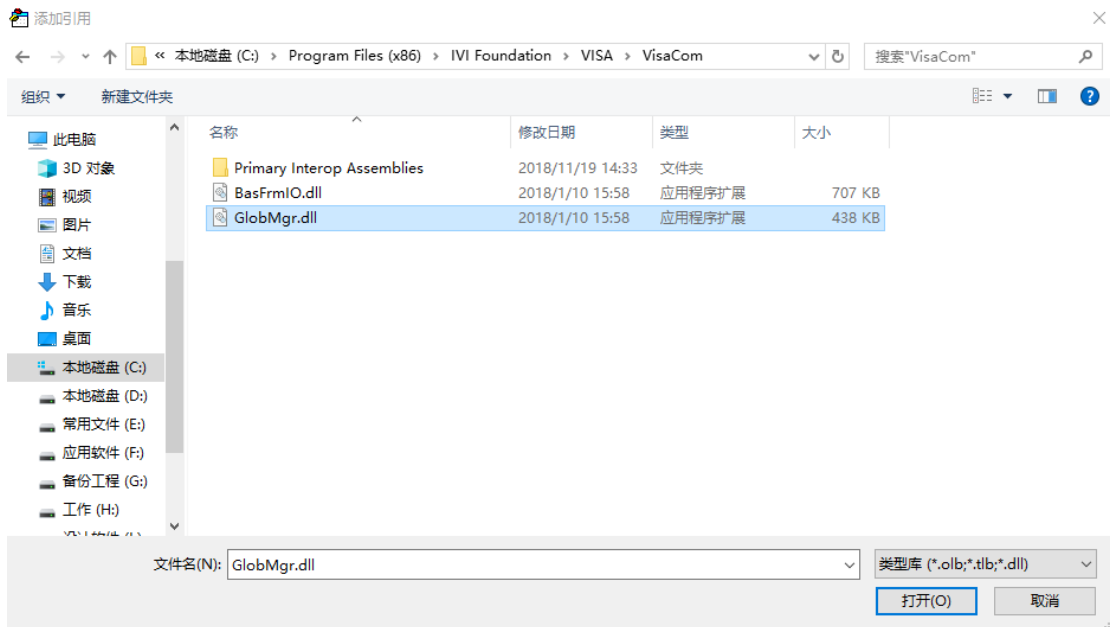 添加引用
« 本地磁盘 (C:) › Program Files (x86) › IVI Foundation › VISA › VisaCom
搜索"VisaCom"
组织
新建文件夹
名称 修改日期 类型 大小
Primary Interop Assemblies 2018/11/19 14:33 文件夹
BasFrmIO.dll 2018/1/10 15:58 应用程序扩展 707 KB
GlobMgr.dll 2018/1/10 15:58 应用程序扩展 438 KB
此电脑
3D 对象
视频
图片
文档
下载
音乐
桌面
本地磁盘 (C:)
本地磁盘 (D:)
常用文件 (E:)
应用软件 (F:)
备份工程 (G:)
工作 (H:)
文件名(N): GlobMgr.dll
类型库 (*.olb;*.tlb;*.dll)
打开(O) 取消